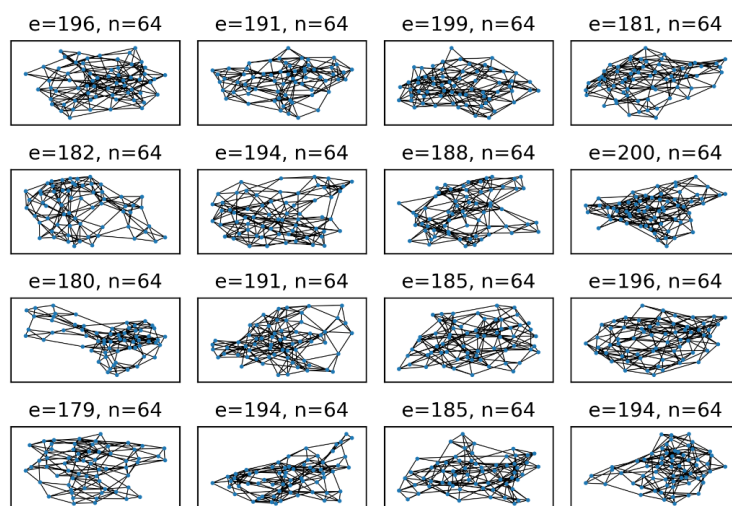 e=196, n=64 e=191, n=64 e=199, n=64 e=181, n=64
e=182, n=64 e=194, n=64 e=188, n=64 e=200, n=64
e=180, n=64 e=191, n=64 e=185, n=64 e=196, n=64
e=179, n=64 e=194, n=64 e=185, n=64 e=194, n=64